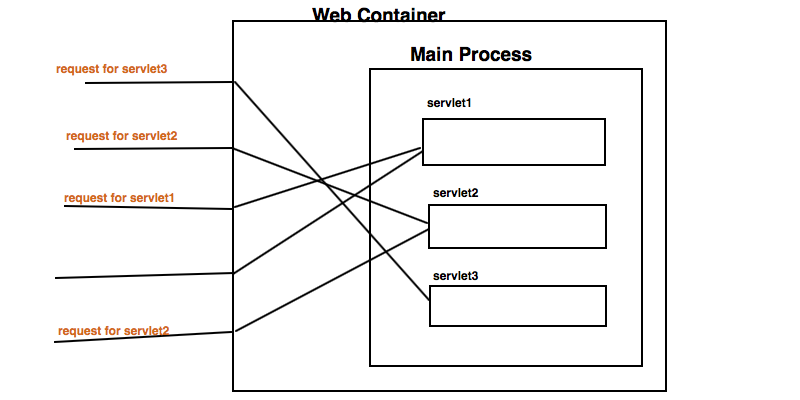 Web Container
Main Process
request for servlet3
servlet1
request for servlet2
servlet2
request for servlet1
servlet3
request for servlet2